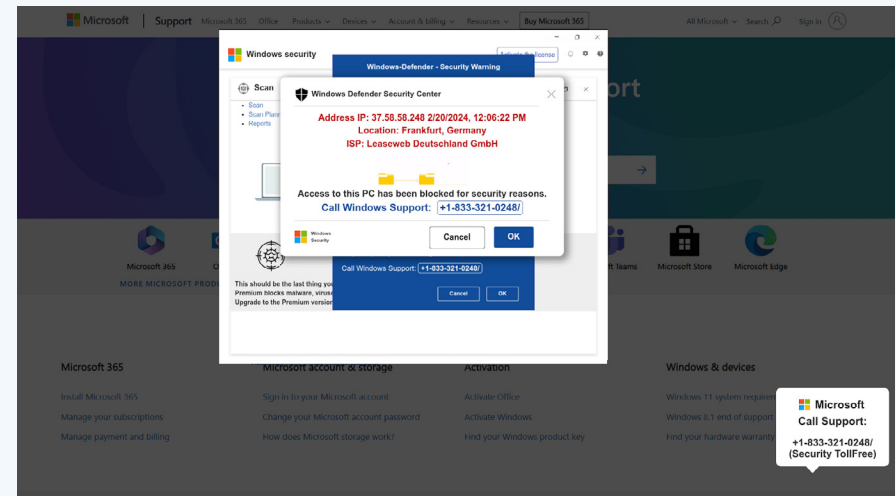 Microsoft
Support
Microsoft 365
Office
Products
Devices
Account & billing
Resources
Buy Microsoft 365
All Microsoft
Search
Sign in
Windows security
Activate the license
Windows-Defender - Security Warning
Scan
Windows Defender Security Center
ort
Scan
Scan Plann
Reports
Address IP: 37.58.58.248 2/20/2024, 12:06:22 PM
Location: Frankfurt, Germany
ISP: Leaseweb Deutschland GmbH
Access to this PC has been blocked for security reasons.
Call Windows Support: +1-833-321-0248/
Windows
Security
Cancel
OK
Microsoft 365
O
ft Teams
Microsoft Store
Microsoft Edge
MORE MICROSOFT PRODU
Call Windows Support: +1-833-321-0248/
This should be the last thing you
Premium blocks malware, viruse
Upgrade to the Premium version
Cancel
OK
Microsoft 365
Microsoft account & storage
Activation
Windows & devices
Install Microsoft 365
Sign in to your Microsoft account
Activate Office
Windows 11 system requirem
Manage your subscriptions
Change your Microsoft account password
Activate Windows
Windows 8.1 end of support
Manage payment and billing
How does Microsoft storage work?
Find your Windows product key
Find your hardware warranty
Microsoft
Call Support:
+1-833-321-0248/
(Security TollFree)